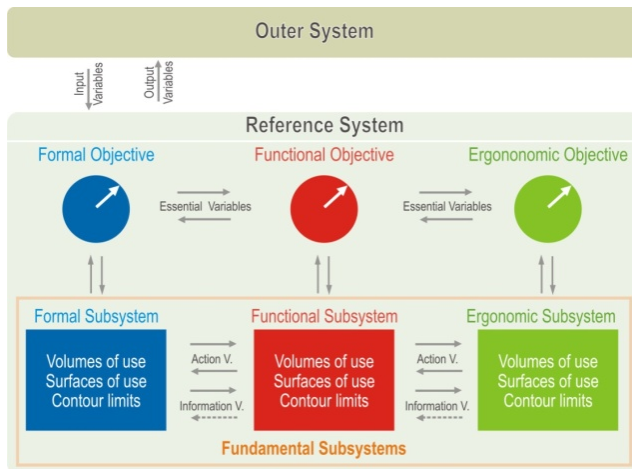 Outer System
Input
Variables
Output
Variables
Reference System
Formal Objective
Functional Objective
Ergononomic Objective
Essential Variables
Essential Variables
Formal Subsystem
Functional Subsystem
Ergonomic Subsystem
Volumes of use
Surfaces of use
Contour limits
Action V.
Information V.
Volumes of use
Surfaces of use
Contour limits
Action V.
Information V.
Volumes of use
Surfaces of use
Contour limits
Fundamental Subsystems